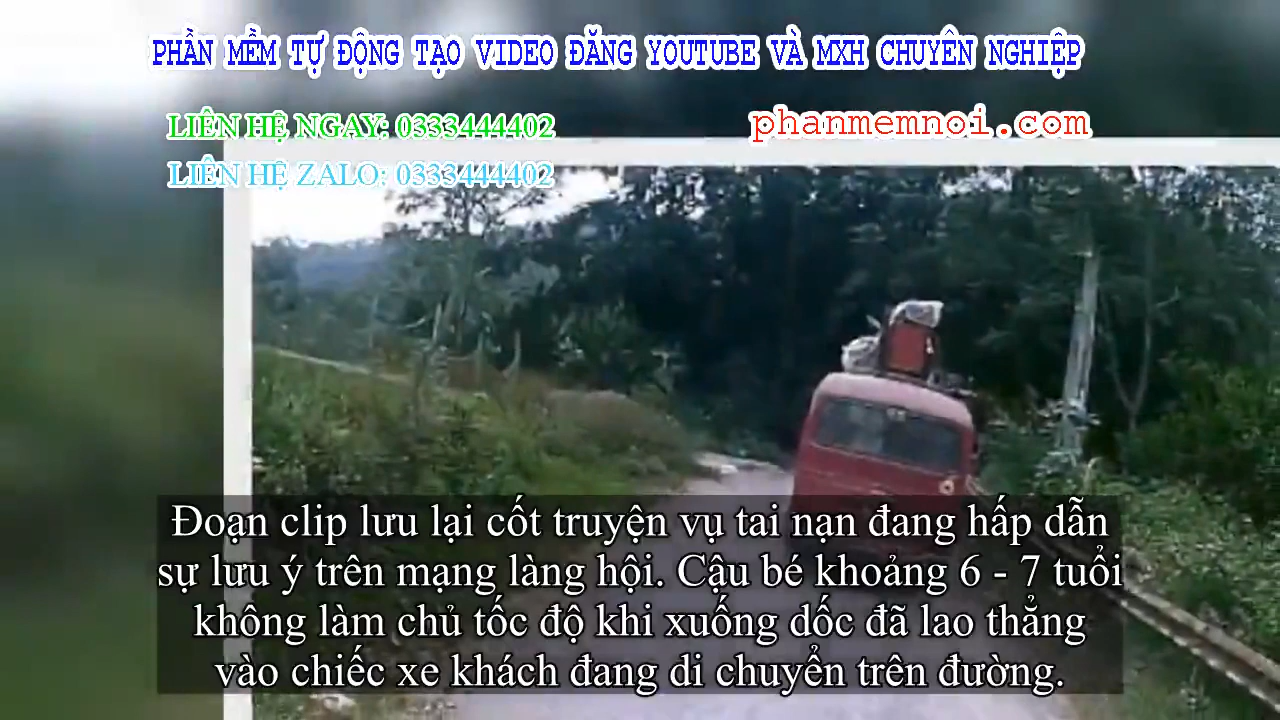 PHẦN MỀM TỰ ĐỘNG TẠO VIDEO ĐĂNG YOUTUBE VÀ MXH CHUYÊN NGHIỆP
LIÊN HỆ NGAY: 0333444402
phanmemnoi.com
LIÊN HỆ ZALO: 0333444402
Đoạn clip lưu lại cốt truyện vụ tai nạn đang hấp dẫn
sự lưu ý trên mạng làng hội. Cậu bé khoảng 6 - 7 tuổi
không làm chủ tốc độ khi xuống dốc đã lao thẳng
vào chiếc xe khách đang di chuyển trên đường.